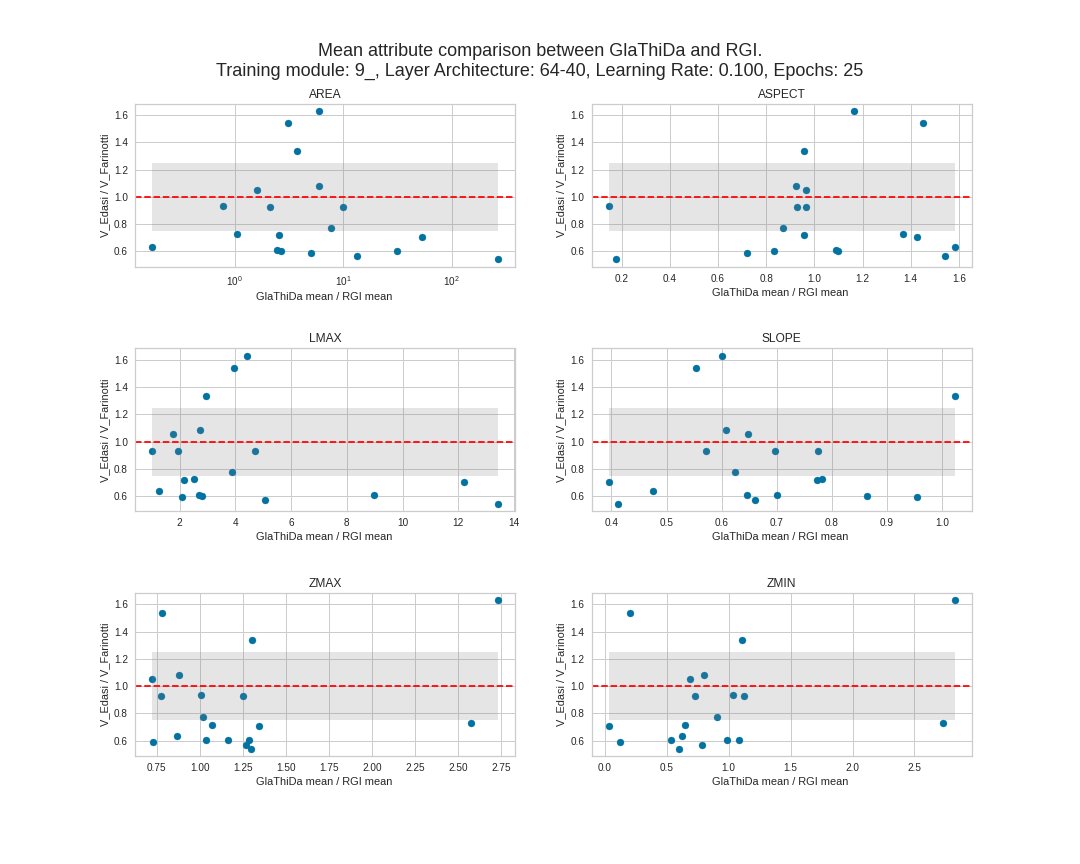 Mean attribute comparison between GlaThiDa and RGI.
Training module: 9_, Layer Architecture: 64-40, Learning Rate: 0.100, Epochs: 25
AREA
V_Edasi / V_Farinotti
1.6
1.4
1.2
1.0
0.8
0.6
10⁰ 10¹ 10²
GlaThiDa mean / RGI mean
ASPECT
V_Edasi / V_Farinotti
1.6
1.4
1.2
1.0
0.8
0.6
0.2 0.4 0.6 0.8 1.0 1.2 1.4 1.6
GlaThiDa mean / RGI mean
LMAX
V_Edasi / V_Farinotti
1.6
1.4
1.2
1.0
0.8
0.6
2 4 6 8 10 12 14
GlaThiDa mean / RGI mean
SLOPE
V_Edasi / V_Farinotti
1.6
1.4
1.2
1.0
0.8
0.6
0.4 0.5 0.6 0.7 0.8 0.9 1.0
GlaThiDa mean / RGI mean
ZMAX
V_Edasi / V_Farinotti
1.6
1.4
1.2
1.0
0.8
0.6
0.75 1.00 1.25 1.50 1.75 2.00 2.25 2.50 2.75
GlaThiDa mean / RGI mean
ZMIN
V_Edasi / V_Farinotti
1.6
1.4
1.2
1.0
0.8
0.6
0.0 0.5 1.0 1.5 2.0 2.5
GlaThiDa mean / RGI mean